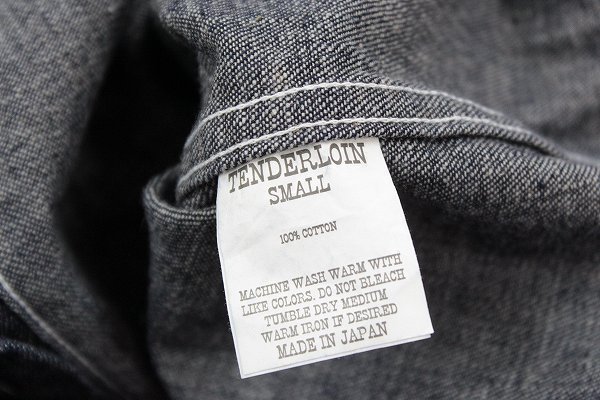 TENDERLOIN
SMALL
100% COTTON
MACHINE WASH WARM WITH
LIKE COLORS. DO NOT BLEACH
TUMBLE DRY MEDIUM
WARM IRON IF DESIRED
MADE IN JAPAN